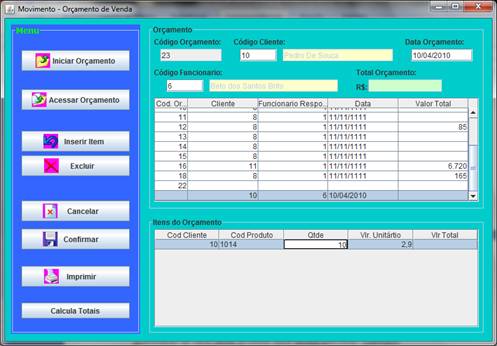 Movimento - Orçamento de Venda
Menu
Iniciar Orçamento
Acessar Orçamento
Inserir Item
Excluir
Cancelar
Confirmar
Imprimir
Calcula Totais
Orçamento
Código Orçamento: Código Cliente: Data Orçamento:
23 10 Pedro De Souca 10/04/2010
Código Funcionario: Total Orçamento:
6 Beto dos Santos Brito R$:
Cod. Or... Cliente Funcionario Respo... Data Valor Total
11 8 1 11/11/1111
12 8 1 11/11/1111 85
13 8 1 11/11/1111
14 8 1 11/11/1111
15 8 1 11/11/1111
16 11 1 11/11/1111 6.720
18 8 1 11/11/1111 165
22
10 6 10/04/2010
Itens do Orçamento
Cod Cliente Cod Produto Qtde Vlr. Unitártio Vlr Total
10 1014 10 2,9